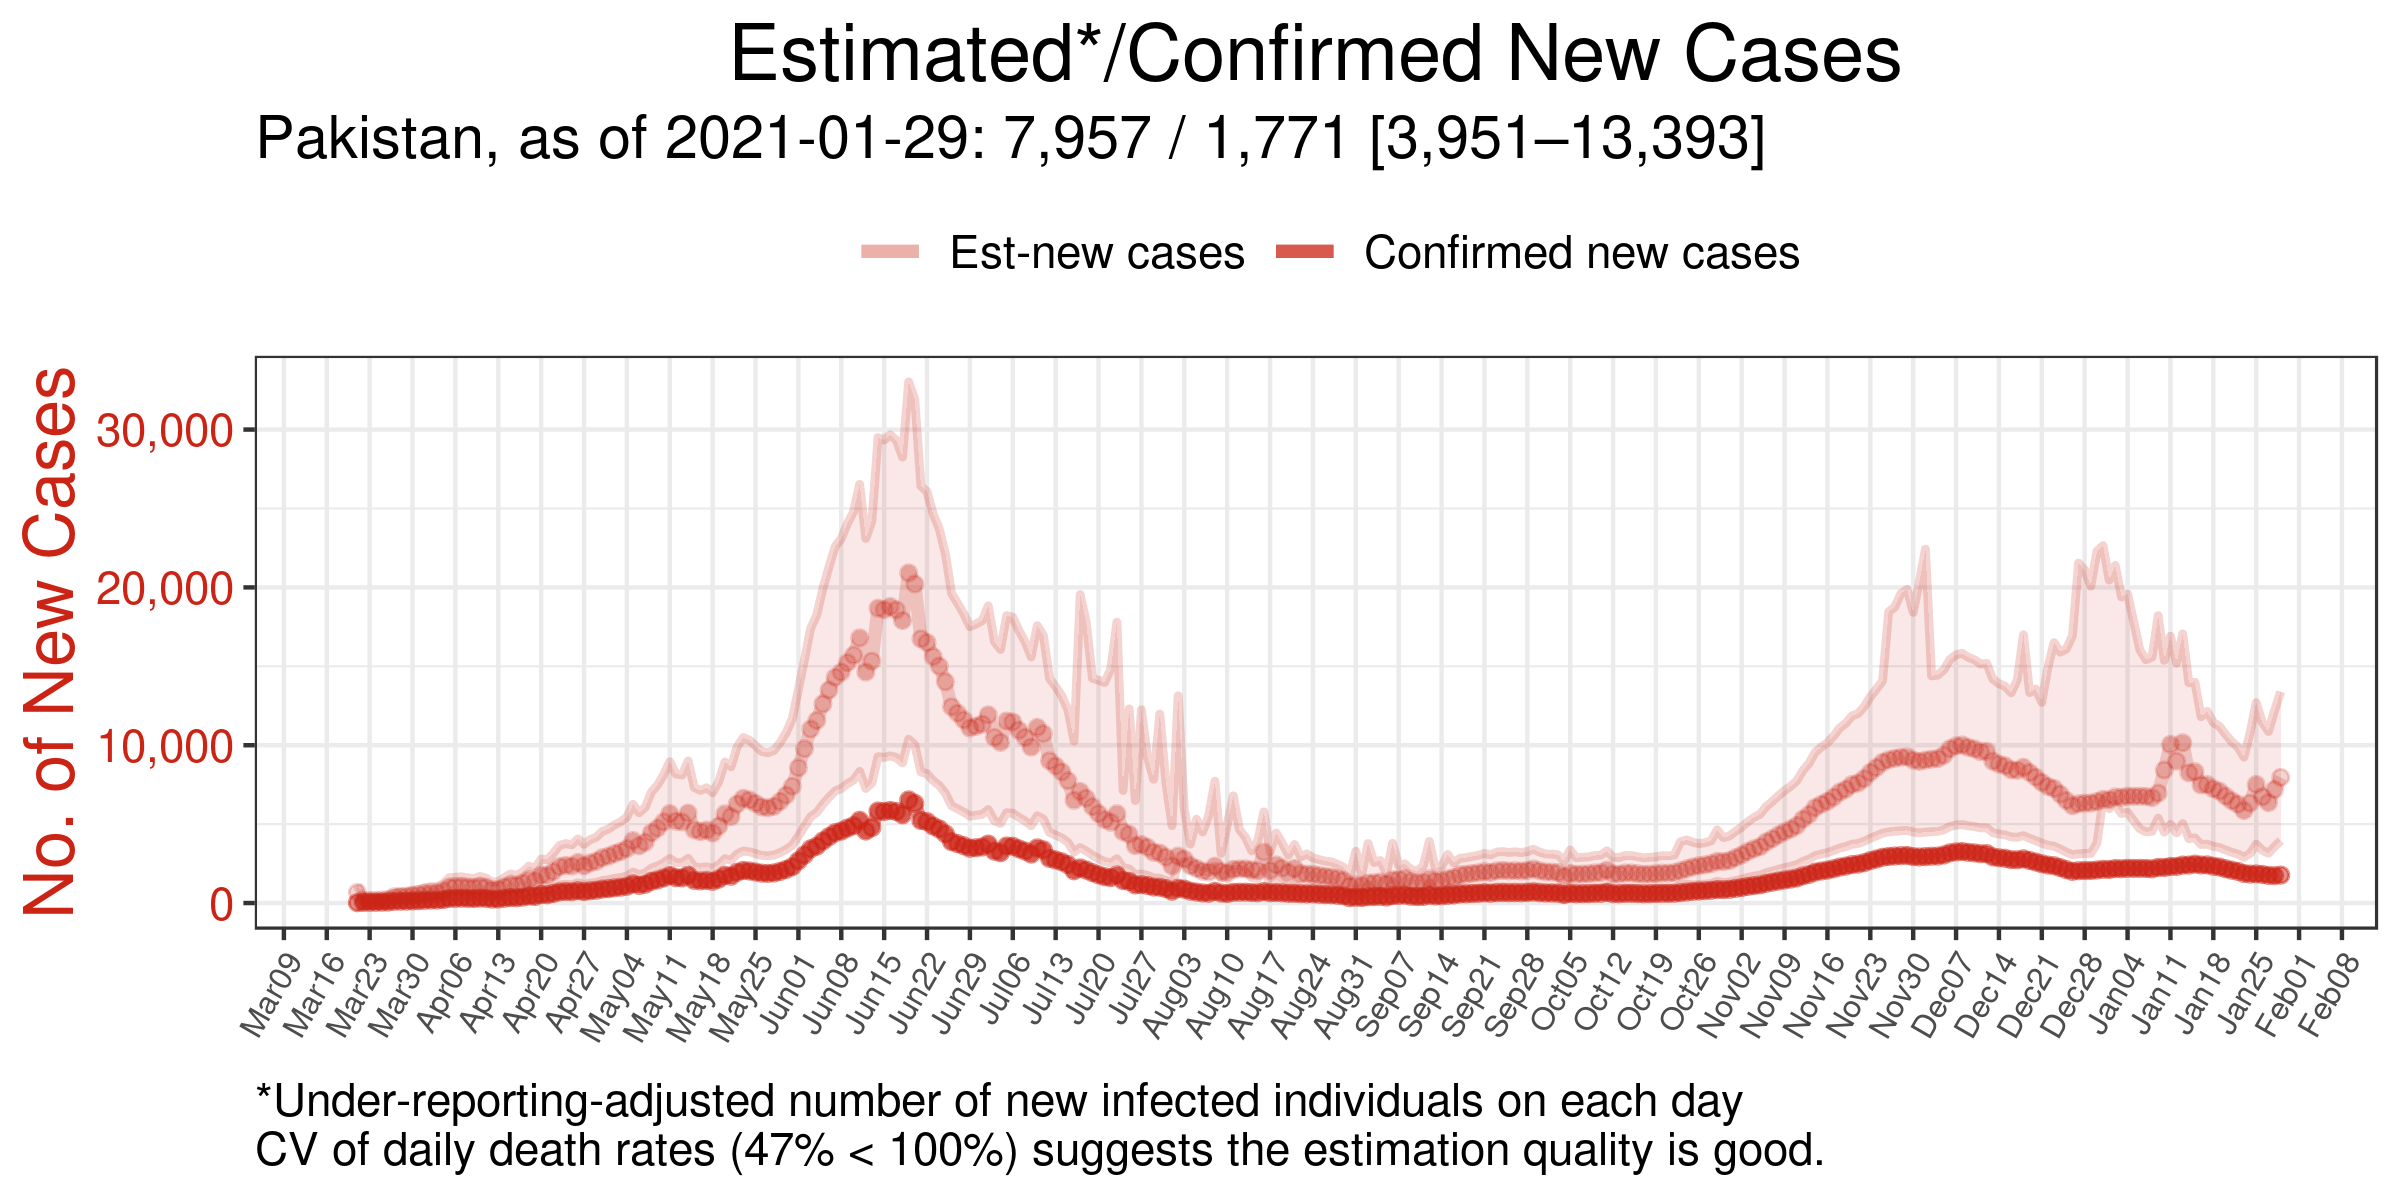 Estimated*/Confirmed New Cases
Pakistan, as of 2021-01-29: 7,957 / 1,771 [3,951–13,393]
Est-new cases
Confirmed new cases
No. of New Cases
30,000
20,000
10,000
0
Mar09
Mar16
Mar23
Mar30
Apr06
Apr13
Apr20
Apr27
May04
May11
May18
May25
Jun01
Jun08
Jun15
Jun22
Jun29
Jul06
Jul13
Jul20
Jul27
Aug03
Aug10
Aug17
Aug24
Aug31
Sep07
Sep14
Sep21
Sep28
Oct05
Oct12
Oct19
Oct26
Nov02
Nov09
Nov16
Nov23
Nov30
Dec07
Dec14
Dec21
Dec28
Jan04
Jan11
Jan18
Jan25
Feb01
Feb08
*Under-reporting-adjusted number of new infected individuals on each day
CV of daily death rates (47% < 100%) suggests the estimation quality is good.